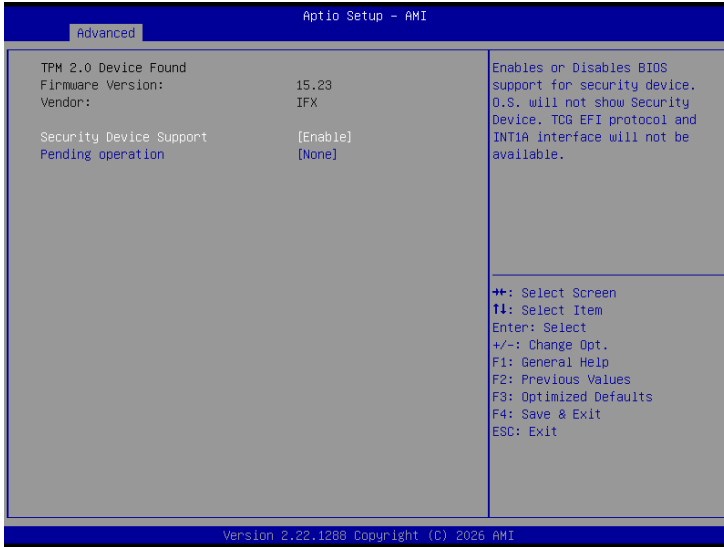 Aptio Setup - AMI
Advanced
TPM 2.0 Device Found
Firmware Version: 15.23
Vendor: IFX
Security Device Support [Enable]
Pending operation [None]
Enables or Disables BIOS
support for security device.
O.S. will not show Security
Device. TCG EFI protocol and
INT1A interface will not be
available.
→←: Select Screen
↑↓: Select Item
Enter: Select
+/-: Change Opt.
F1: General Help
F2: Previous Values
F3: Optimized Defaults
F4: Save & Exit
ESC: Exit
Version 2.22.1288 Copyright (C) 2026 AMI